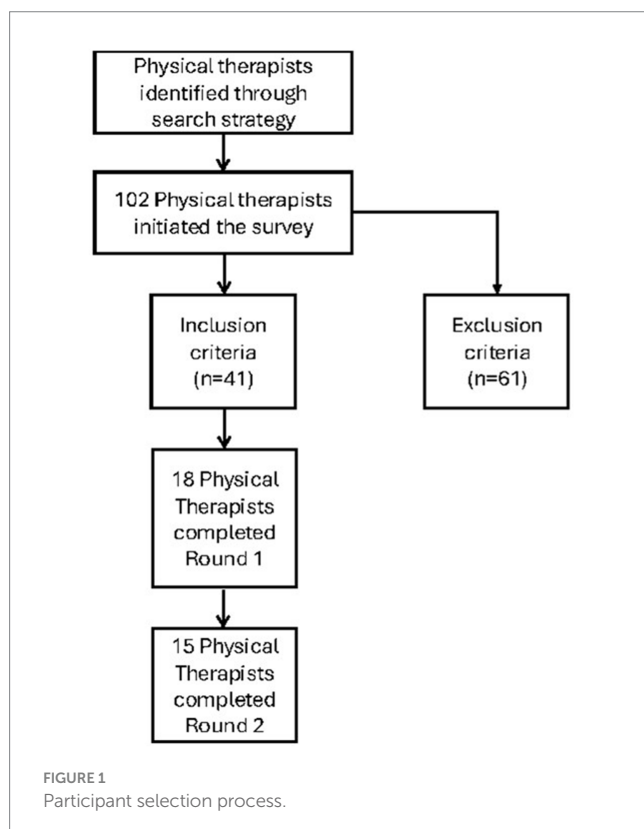 Physical therapists
identified through
search strategy
102 Physical therapists
initiated the survey
Inclusion
criteria
(n=41)
Exclusion
criteria
(n=61)
18 Physical
Therapists
completed
Round 1
15 Physical
Therapists
completed
Round 2
FIGURE 1
Participant selection process.